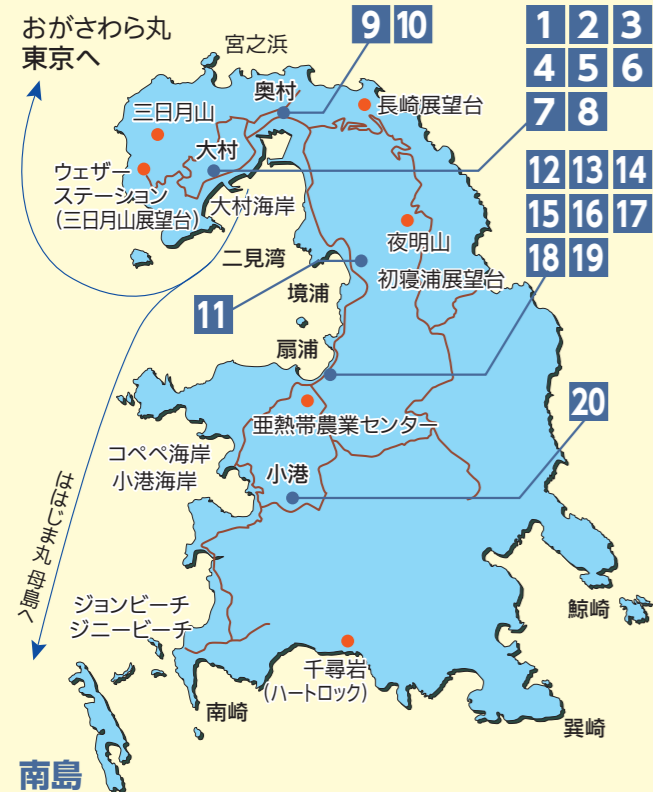 おがさわら丸
東京へ
宮之浜
9 10
1 2 3
4 5 6
7 8
奥村
長崎展望台
三日月山
大村
ウェザー
ステーション
(三日月山展望台)
大村海岸
12 13 14
15 16 17
18 19
夜明山
二見湾
初寝浦展望台
境浦
11
扇浦
20
亜熱帯農業センター
コペペ海岸
小港海岸
小港
ははじま丸 母島へ
ジョンビーチ
ジニービーチ
鯨崎
千尋岩
(ハートロック)
南崎
巽崎
南島